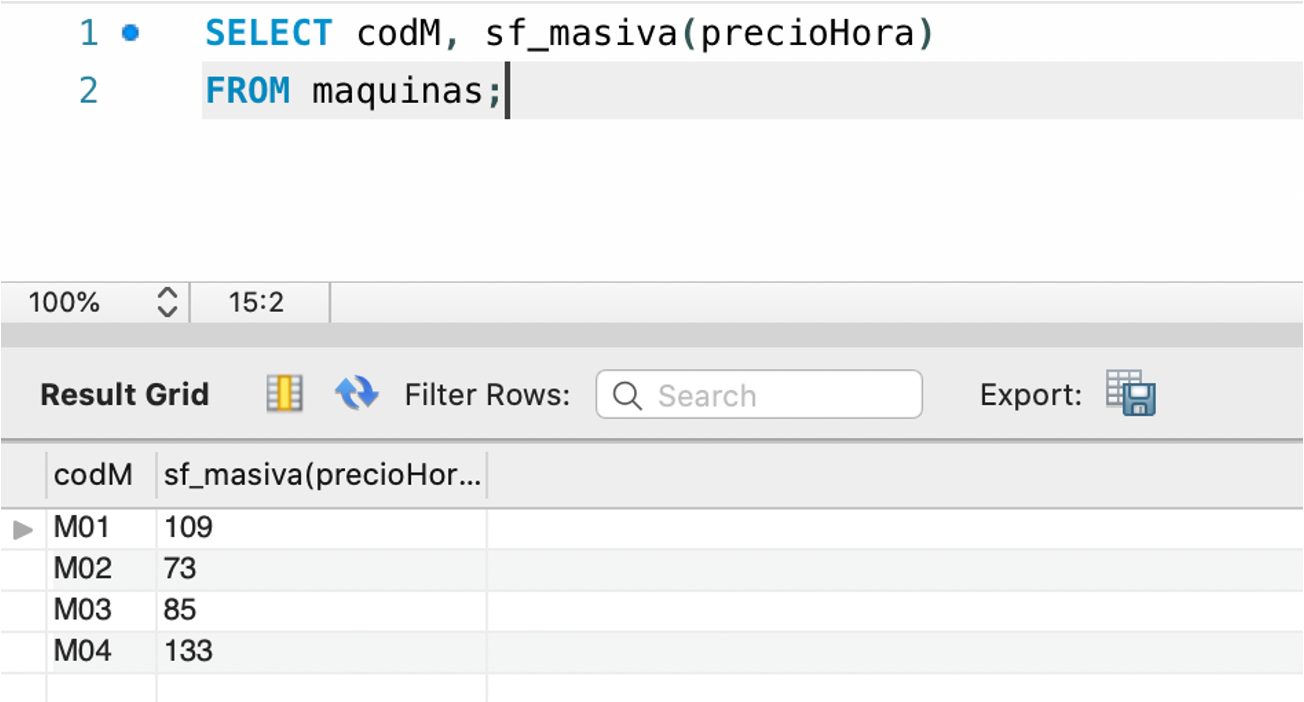 1 SELECT codM, sf_masiva(precioHora)
2 FROM maquinas;
100% 15:2
Result Grid Filter Rows: Search Export:
codM sf_masiva(precioHor...
M01 109
M02 73
M03 85
M04 133